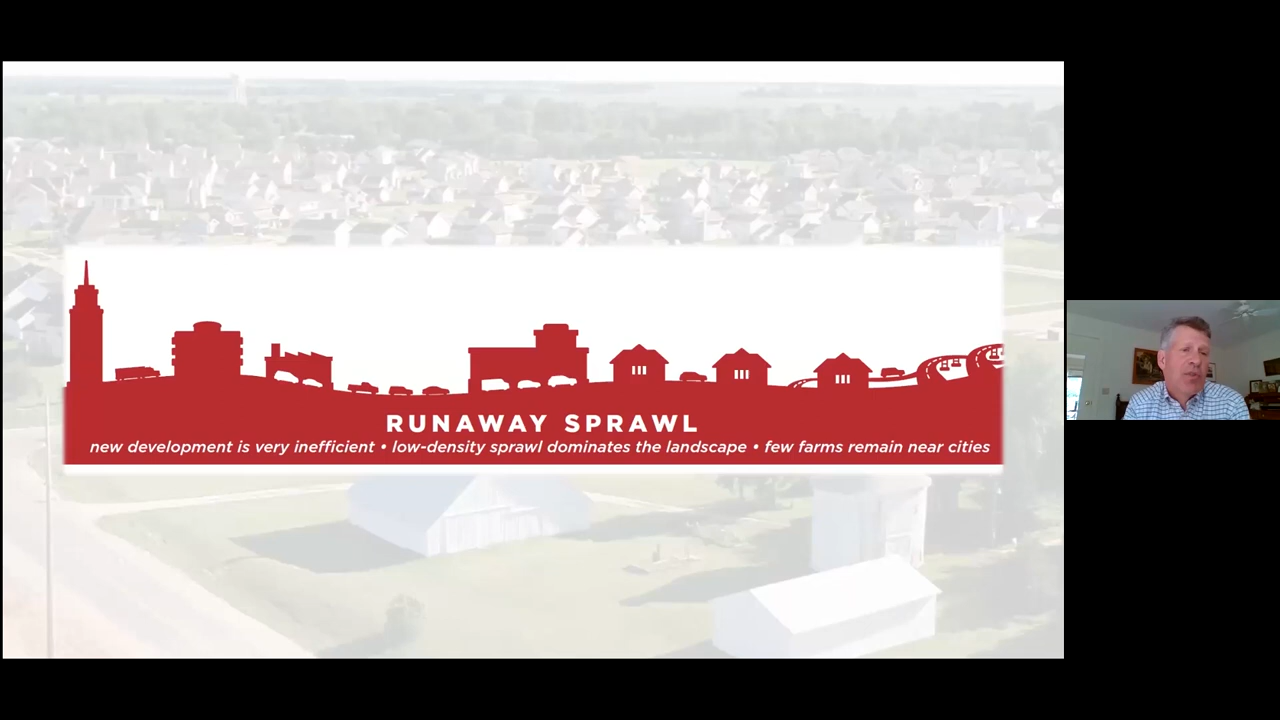 RUNAWAY SPRAWL
new development is very inefficient • low-density sprawl dominates the landscape • few farms remain near cities